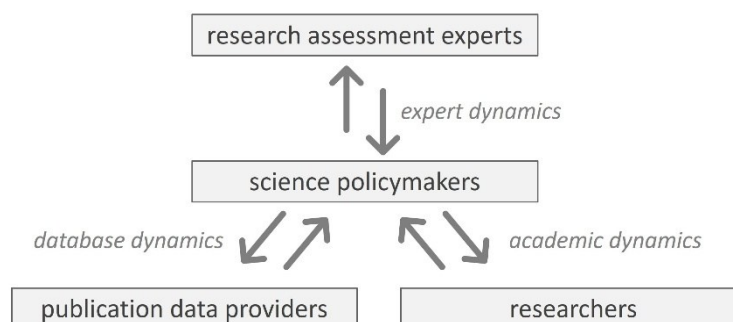 research assessment experts
expert dynamics
science policymakers
database dynamics
academic dynamics
publication data providers
researchers